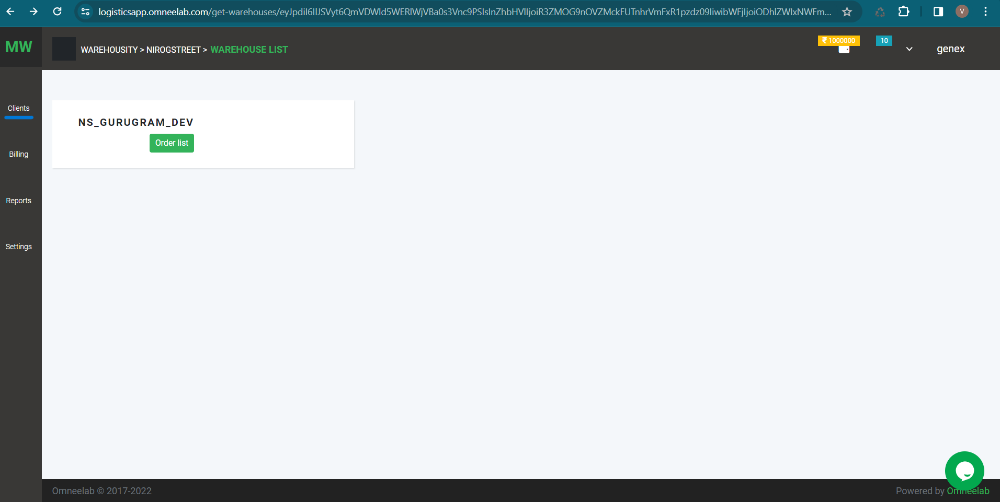 logisticsapp.omneelab.com/get-warehouses/
V
MW
WAREHOUSITY > NIROGSTREET > WAREHOUSE LIST
₹ 1000000
10
genex
Clients
Billing
Reports
Settings
NS_GURUGRAM_DEV
Order list
Omneelab © 2017-2022
Powered by Omneelab